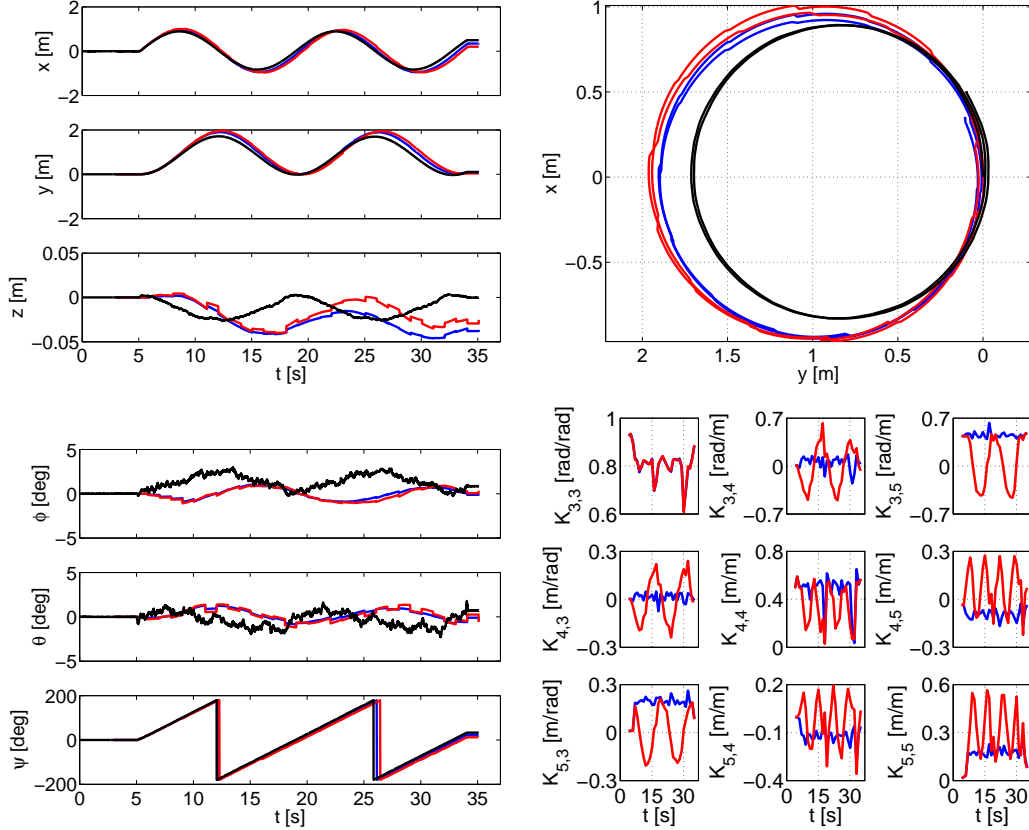 2
0
−2
x [m]
2
0
−2
y [m]
0.05
0
−0.05
z [m]
0 5 10 15 20 25 30 35
t [s]
1
0.5
0
−0.5
x [m]
2 1.5 1 0.5 0
y [m]
5
0
−5
ϕ [deg]
5
0
−5
θ [deg]
200
0
−200
ψ [deg]
0 5 10 15 20 25 30 35
t [s]
1
0.8
0.6
K3,3 [rad/rad]
0.7
0
−0.7
K3,4 [rad/m]
0.7
0
−0.7
K3,5 [rad/m]
0.3
0
−0.3
K4,3 [m/rad]
0.8
0.4
0
K4,4 [m/m]
0.3
0
−0.3
K4,5 [m/m]
0.3
0
−0.3
K5,3 [m/rad]
0.2
−0.1
−0.4
K5,4 [m/m]
0.6
0.3
0
K5,5 [m/m]
0 15 30
t [s]
0 15 30
t [s]
0 15 30
t [s]